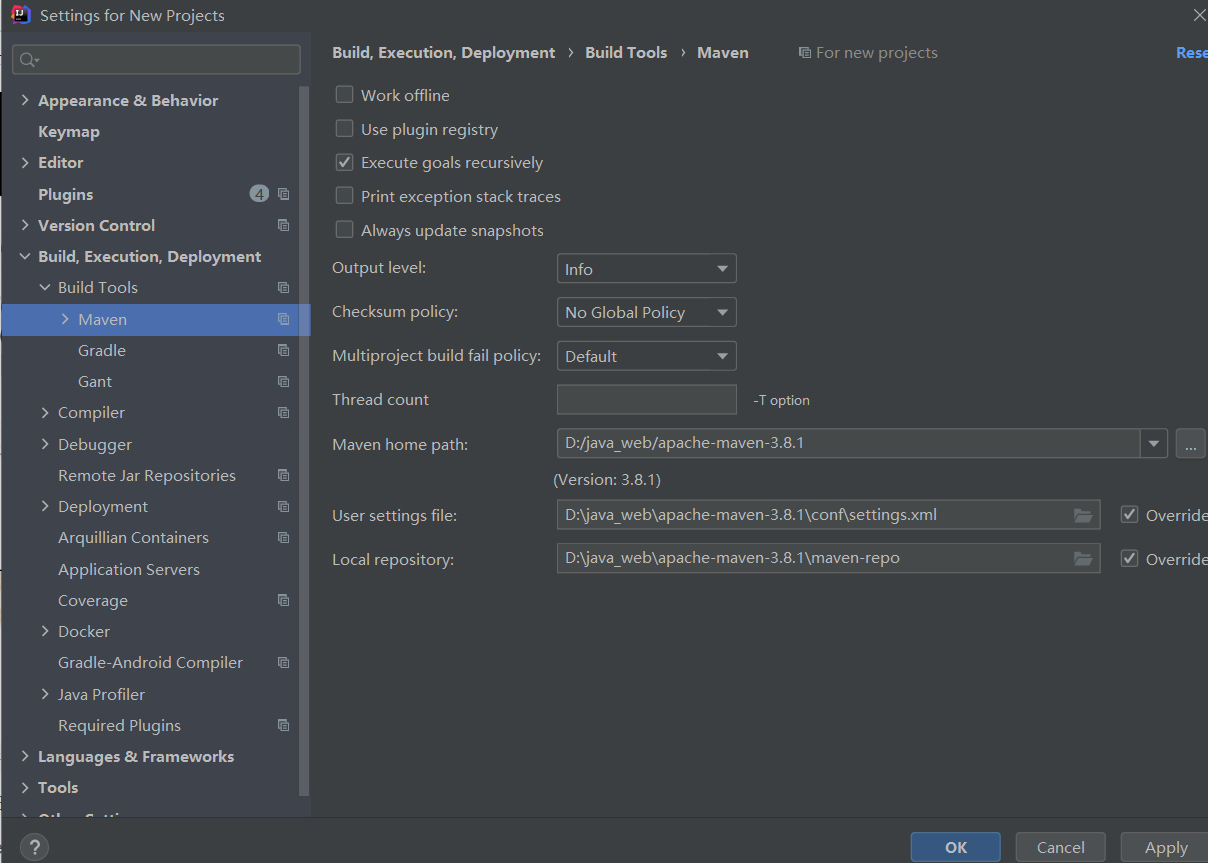 Settings for New Projects
Appearance & Behavior
Keymap
Editor
Plugins 4
Version Control
Build, Execution, Deployment
Build Tools
Maven
Gradle
Gant
Compiler
Debugger
Remote Jar Repositories
Deployment
Arquillian Containers
Application Servers
Coverage
Docker
Gradle-Android Compiler
Java Profiler
Required Plugins
Languages & Frameworks
Tools
?
Build, Execution, Deployment › Build Tools › Maven For new projects Rese
Work offline
Use plugin registry
Execute goals recursively
Print exception stack traces
Always update snapshots
Output level: Info
Checksum policy: No Global Policy
Multiproject build fail policy: Default
Thread count -T option
Maven home path: D:/java_web/apache-maven-3.8.1 ...
(Version: 3.8.1)
User settings file: D:\java_web\apache-maven-3.8.1\conf\settings.xml Override
Local repository: D:\java_web\apache-maven-3.8.1\maven-repo Override
OK Cancel Apply